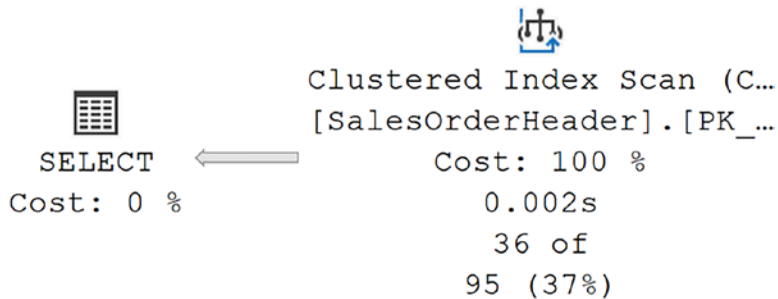 SELECT
Cost: 0 %
Clustered Index Scan (C…
[SalesOrderHeader].[PK_…
Cost: 100 %
0.002s
36 of
95 (37%)